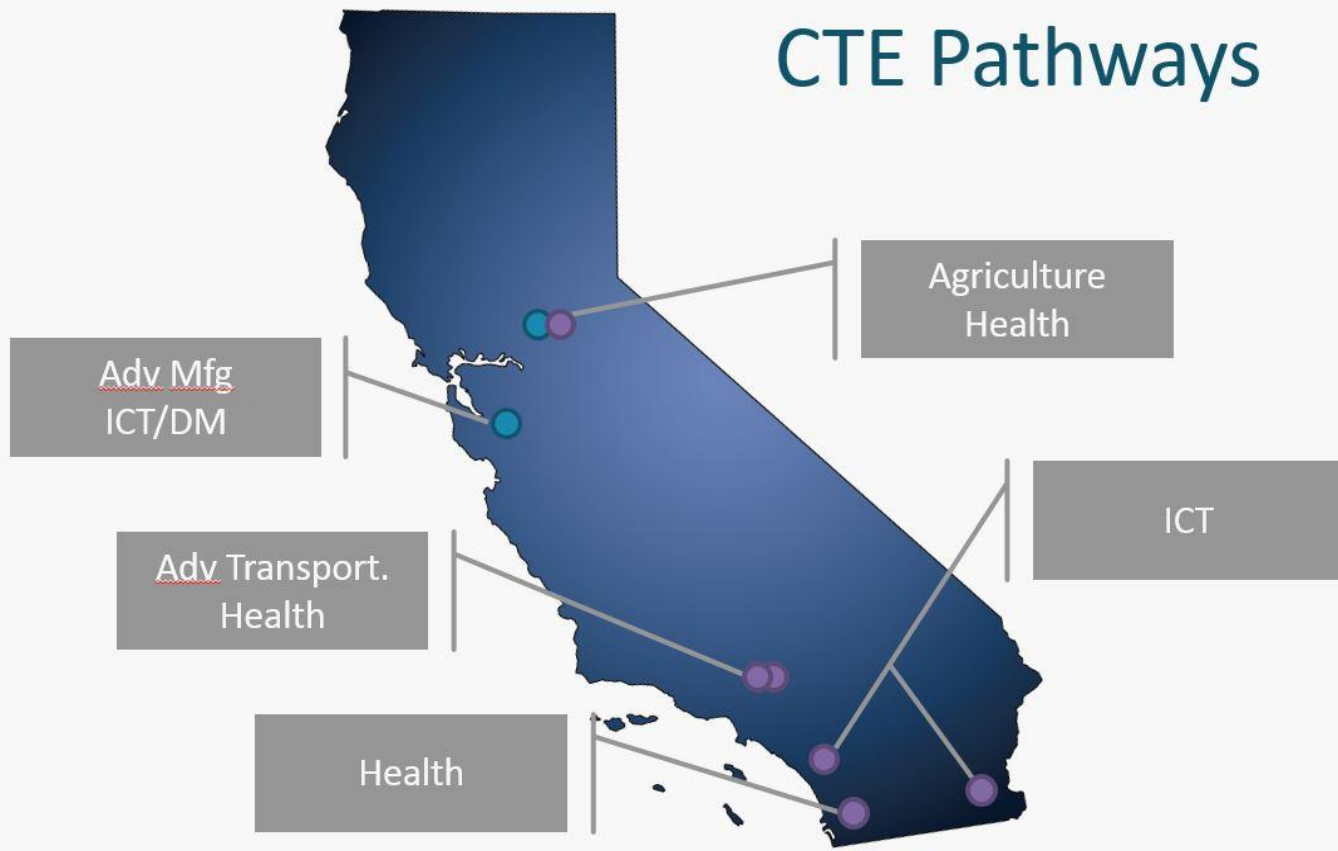 CTE Pathways
Agriculture
Health
Adv Mfg
ICT/DM
ICT
Adv Transport.
Health
Health